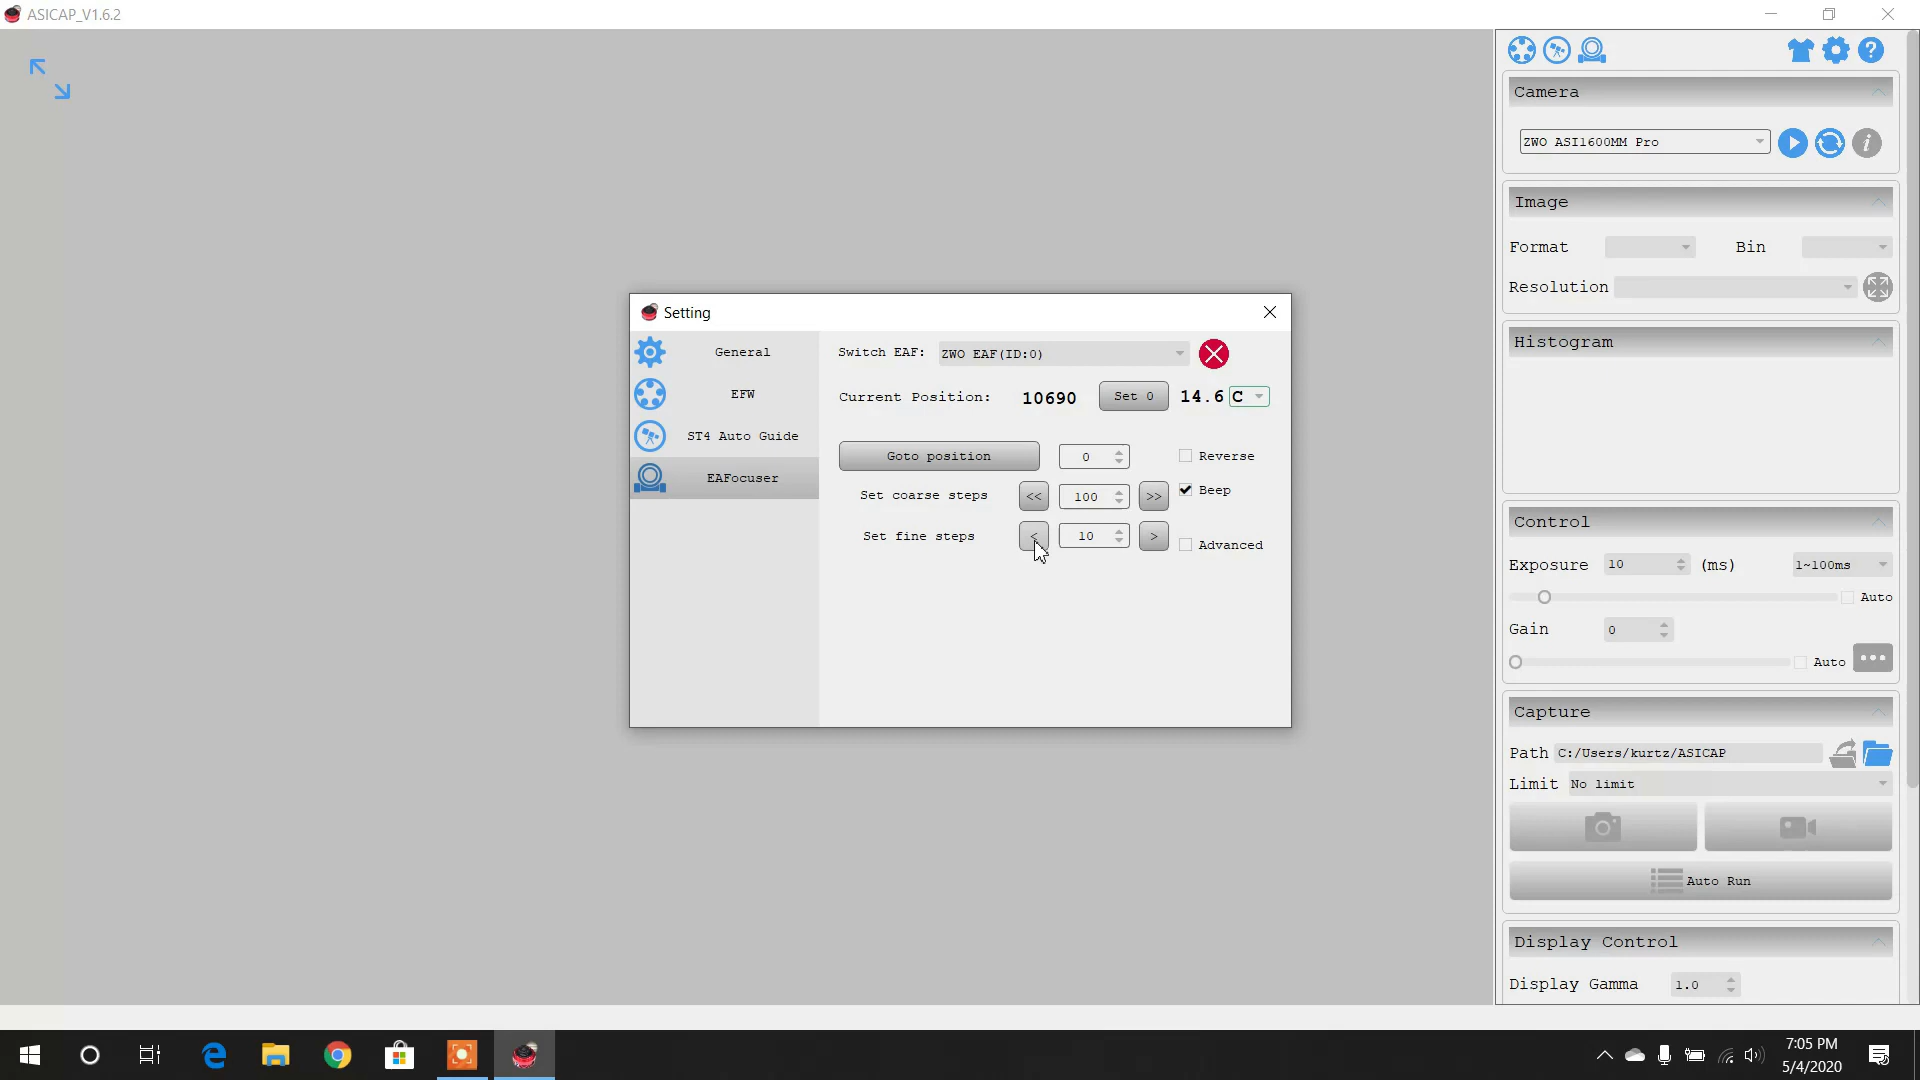 ASICAP_V1.6.2
Camera
ZWO ASI1600MM Pro
Image
Format
Bin
Resolution
Histogram
Control
Exposure 10 (ms) 1~100ms
Auto
Gain 0
Auto
Capture
Path C:/Users/kurtz/ASICAP
Limit No limit
Auto Run
Display Control
Display Gamma 1.0
Setting
General
EFW
ST4 Auto Guide
EAFocuser
Switch EAF: ZWO EAF(ID:0)
Current Position: 10690 Set 0 14.6 C
Goto position 0 Reverse
Set coarse steps << 100 >> Beep
Set fine steps < 10 > Advanced
7:05 PM
5/4/2020